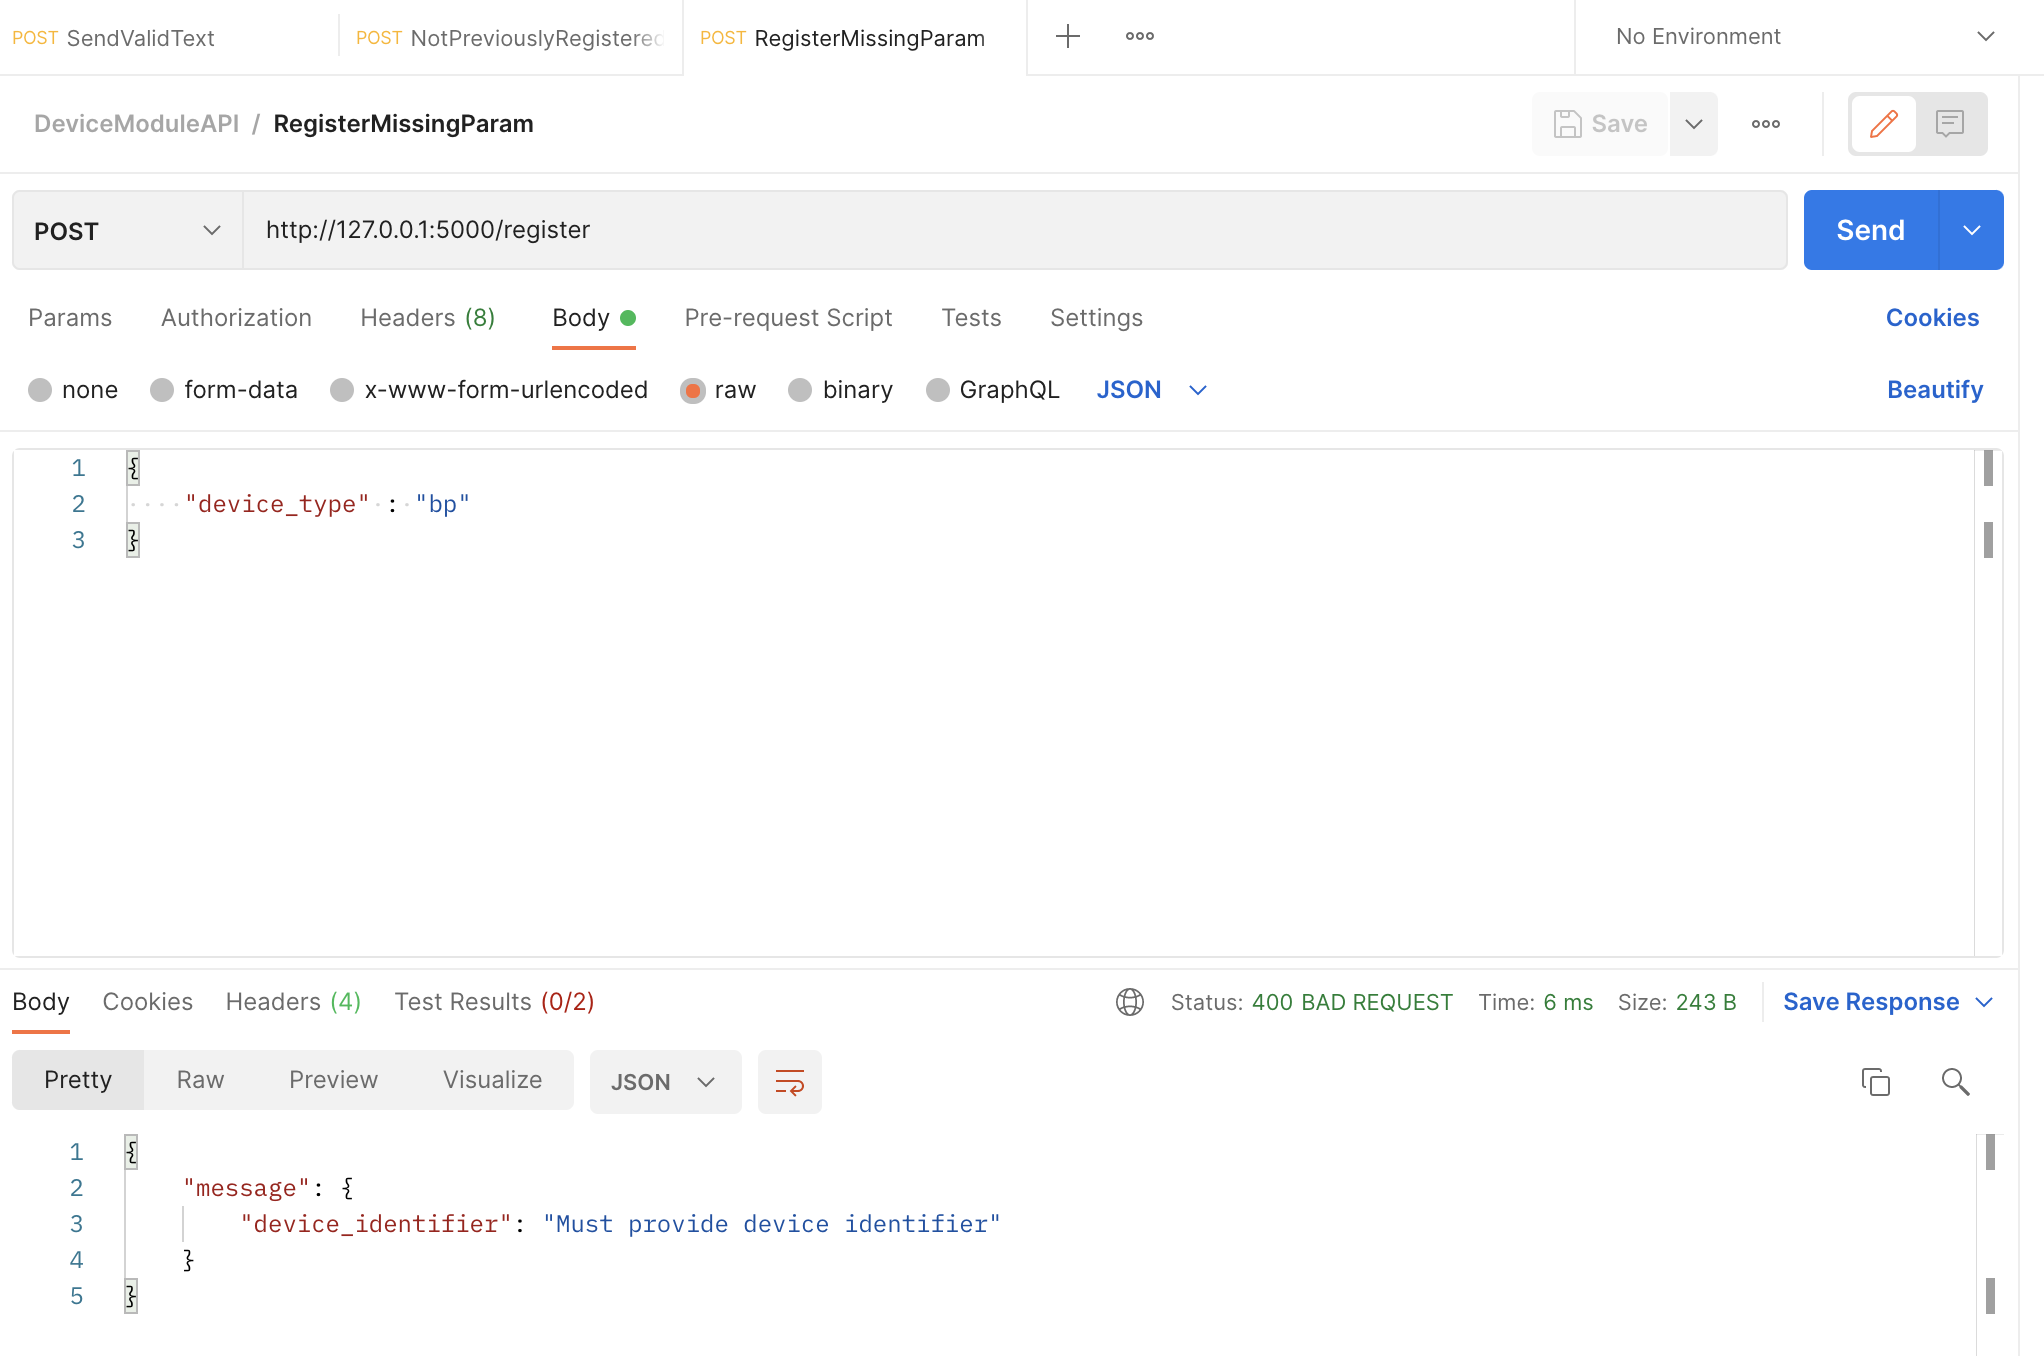 POST SendValidText POST NotPreviouslyRegistered POST RegisterMissingParam No Environment
DeviceModuleAPI / RegisterMissingParam Save
POST http://127.0.0.1:5000/register Send
Params Authorization Headers (8) Body Pre-request Script Tests Settings Cookies
none form-data x-www-form-urlencoded raw binary GraphQL JSON Beautify
1 {
2 "device_type" : "bp"
3 }
Body Cookies Headers (4) Test Results (0/2) Status: 400 BAD REQUEST Time: 6 ms Size: 243 B Save Response
Pretty Raw Preview Visualize JSON
1 {
2 "message": {
3 "device_identifier": "Must provide device identifier"
4 }
5 }